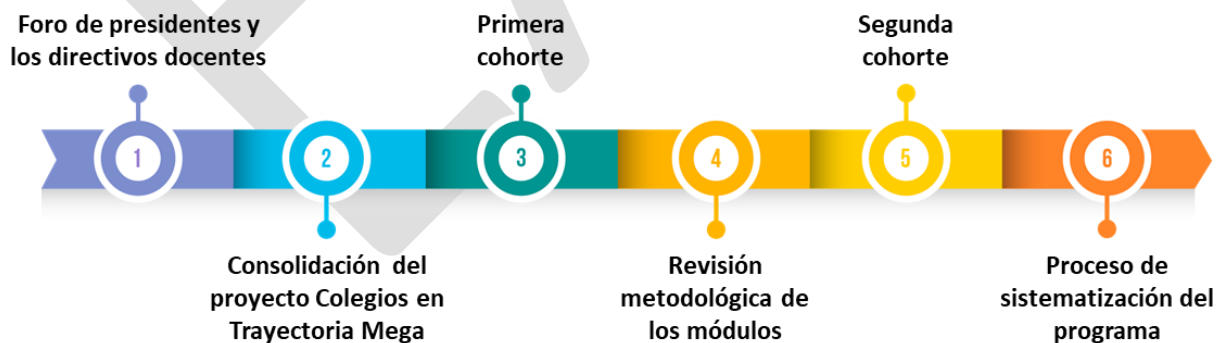 Foro de presidentes y
los directivos docentes
1
2
Consolidación del
proyecto Colegios en
Trayectoria Mega
Primera
cohorte
3
4
Revisión
metodológica de
los módulos
Segunda
cohorte
5
6
Proceso de
sistematización del
programa